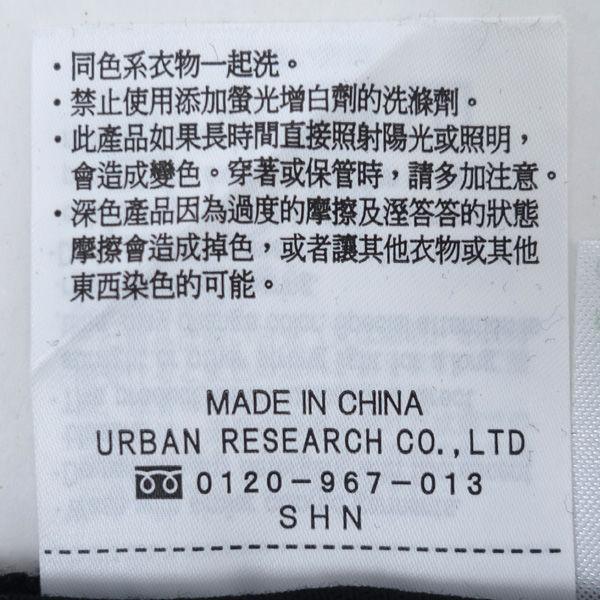 ・同色系衣物一起洗。
・禁止使用添加螢光增白劑的洗滌劑。
・此產品如果長時間直接照射陽光或照明，
會造成變色。穿著或保管時，請多加注意。
・深色產品因為過度的摩擦及溼答答的狀態
摩擦會造成掉色，或者讓其他衣物或其他
東西染色的可能。
MADE IN CHINA
URBAN RESEARCH CO.,LTD
0120-967-013
SHN